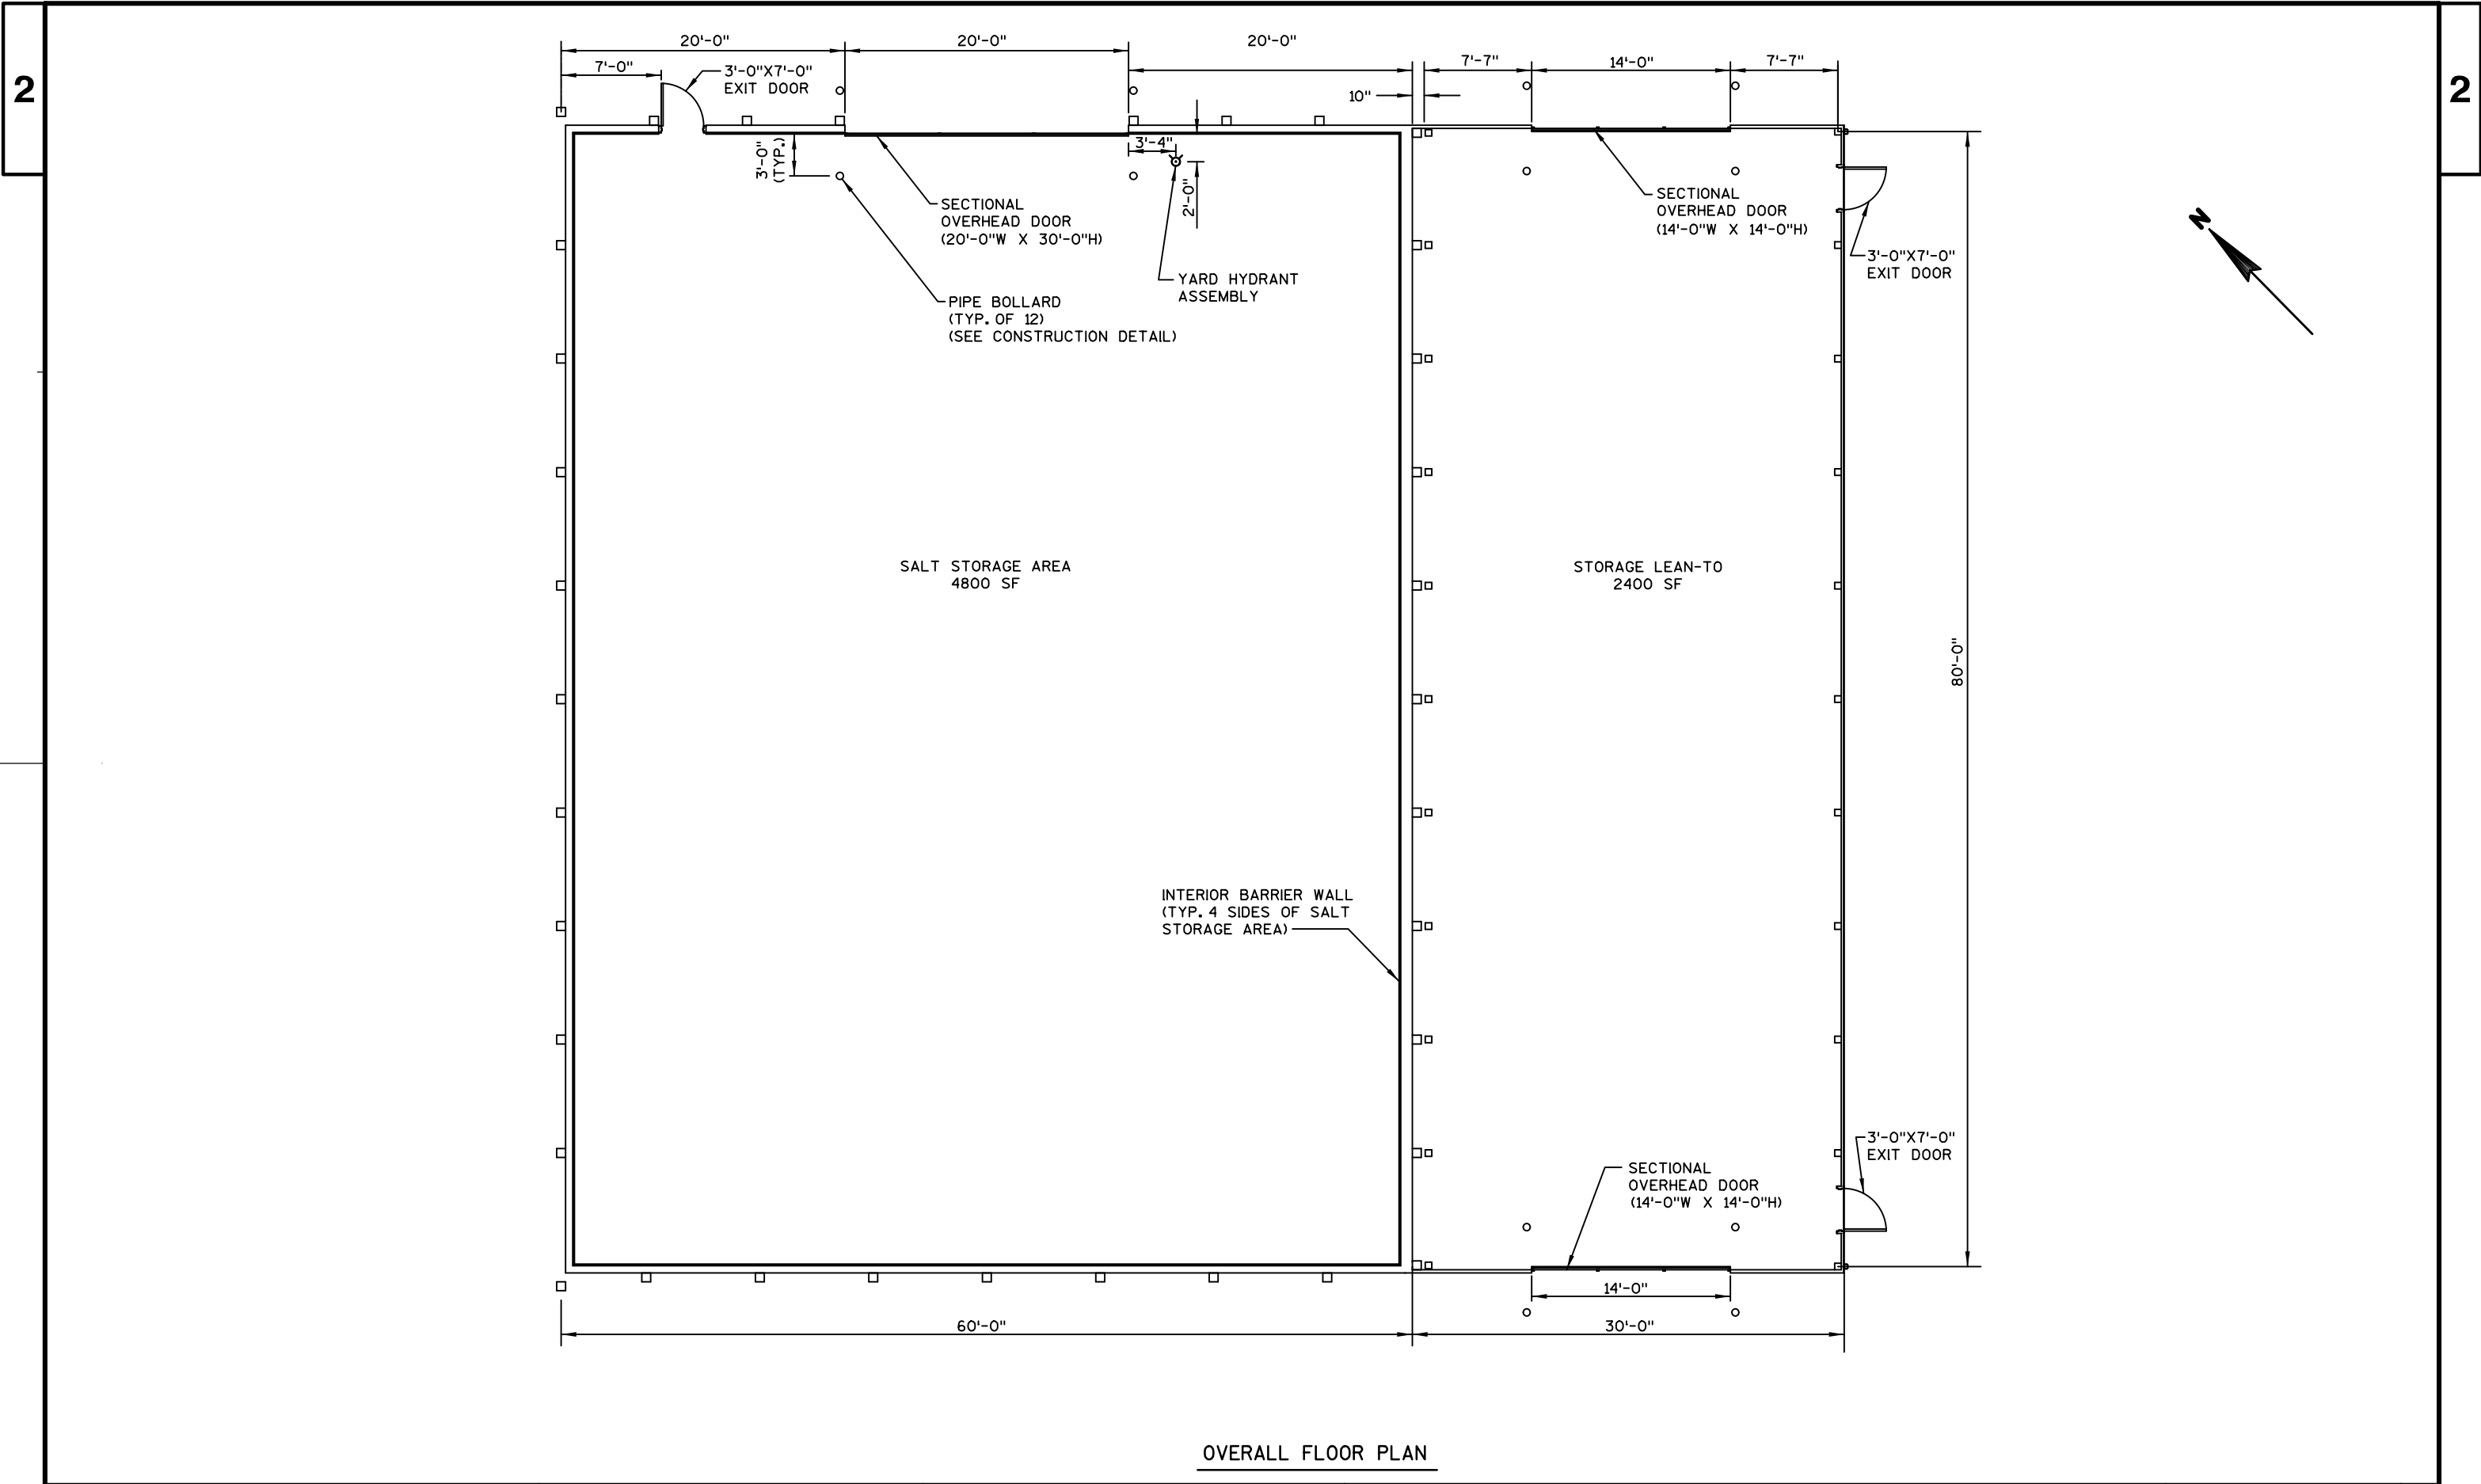 2
2
20'-0"
20'-0"
20'-0"
7'-0"
3'-0"X7'-0"
EXIT DOOR
7'-7"
14'-0"
7'-7"
10"
3'-0"
(TYP.)
3'-4"
2'-0"
SECTIONAL
OVERHEAD DOOR
(20'-0"W X 30'-0"H)
SECTIONAL
OVERHEAD DOOR
(14'-0"W X 14'-0"H)
N
3'-0"X7'-0"
EXIT DOOR
YARD HYDRANT
ASSEMBLY
PIPE BOLLARD
(TYP. OF 12)
(SEE CONSTRUCTION DETAIL)
SALT STORAGE AREA
4800 SF
STORAGE LEAN-TO
2400 SF
80'-0"
INTERIOR BARRIER WALL
(TYP. 4 SIDES OF SALT
STORAGE AREA)
3'-0"X7'-0"
EXIT DOOR
SECTIONAL
OVERHEAD DOOR
(14'-0"W X 14'-0"H)
14'-0"
60'-0"
30'-0"
OVERALL FLOOR PLAN